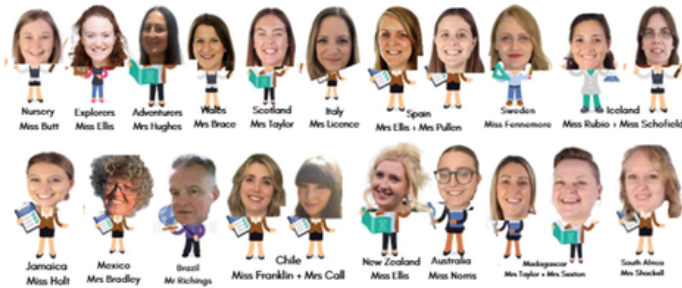 Nursery
Miss Butt
Explorers
Miss Ellis
Adventurers
Mrs Hughes
Wales
Mrs Brace
Scotland
Mrs Taylor
Italy
Mrs Licence
Spain
Mrs Ellis + Mrs Pullen
Sweden
Miss Fennemore
Iceland
Miss Rubio + Miss Schofield
Jamaica
Miss Holt
Mexico
Mrs Bradley
Brazil
Mr Richings
Chile
Miss Franklin + Mrs Call
New Zealand
Miss Ellis
Australia
Miss Norris
Madagascar
Mrs Taylor + Mrs Sexton
South Africa
Mrs Shackell